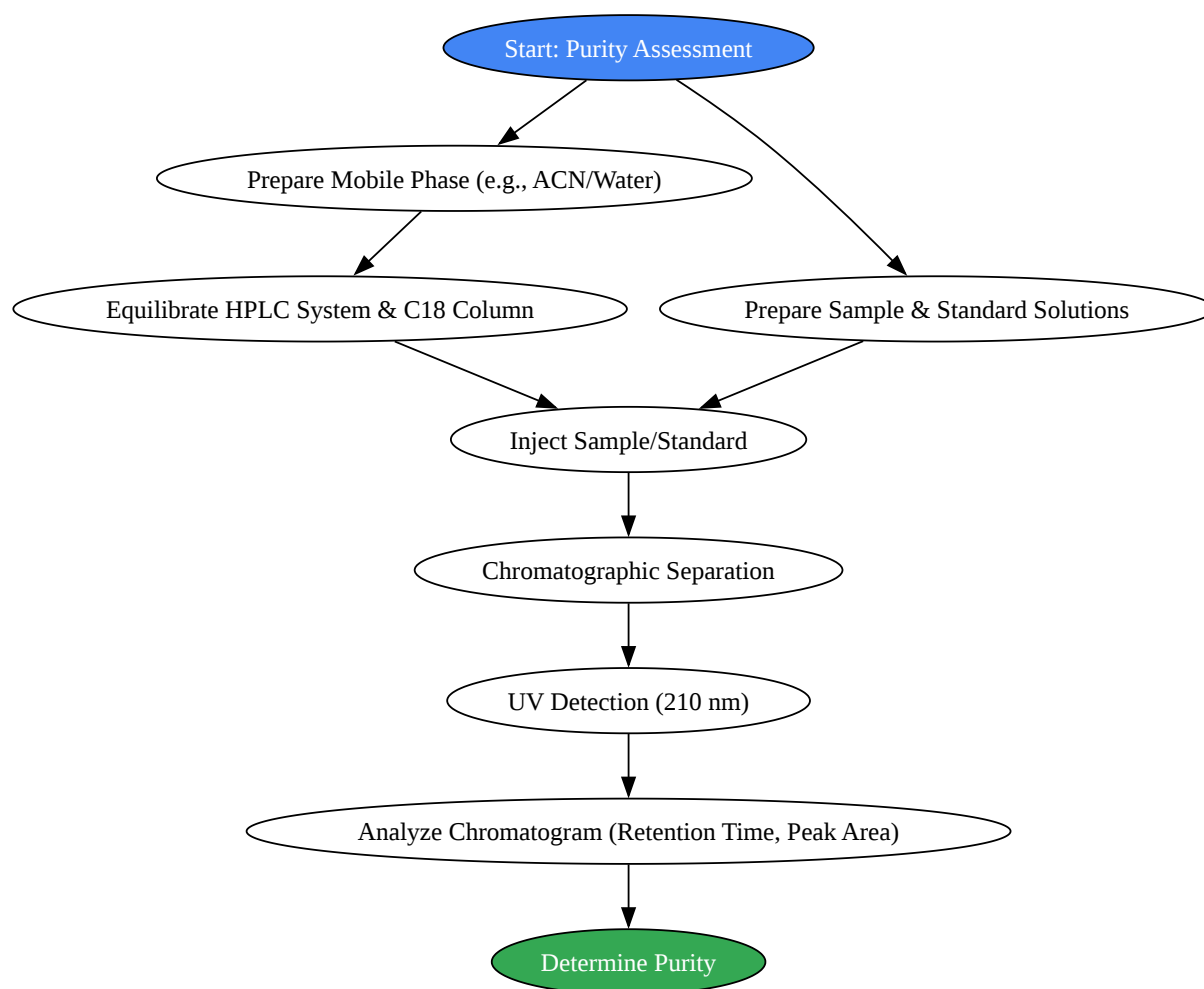 Start: Purity Assessment
Prepare Mobile Phase (e.g., ACN/Water)
Equilibrate HPLC System & C18 Column
Prepare Sample & Standard Solutions
Inject Sample/Standard
Chromatographic Separation
UV Detection (210 nm)
Analyze Chromatogram (Retention Time, Peak Area)
Determine Purity